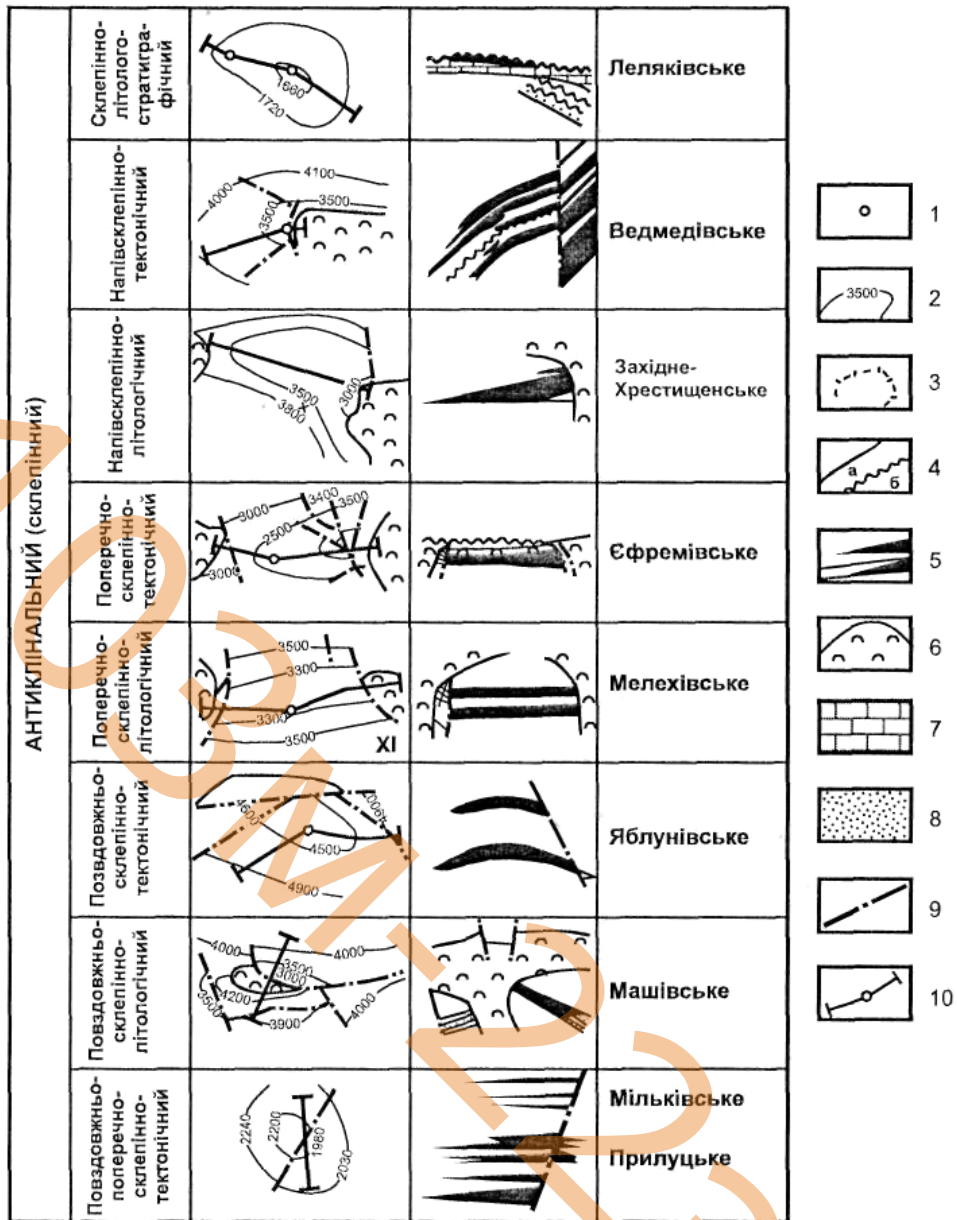 АНТИКЛІНАЛЬНИЙ (склепінний)
Склепінно-
літолого-
стратигра-
фічний
1660
1720
Леляківське
Напівсклепінно-
тектонічний
4100
4000
3500
3500
Ведмедівське
Напівсклепінно-
літологічний
3500
3800
3000
Західне-
Хрестищенське
Поперечно-
склепінно-
тектонічний
3000
3400
3500
2500
3000
Єфремівське
Поперечно-
склепінно-
літологічний
3500
3300
3300
3500
XI
Мелехівське
Позвдовжньо-
склепінно-
тектонічний
4600
4900
4500
4900
Яблунівське
Повздовжньо-
склепінно-
літологічний
4000
4000
3500
3000
4200
3500
3900
4000
Машівське
Повздовжньо-
поперечно-
склепінно-
тектонічний
2240
2200
1980
2030
Мільківське
Прилуцьке
1
3500
2
3
а
б
4
5
6
7
8
9
10